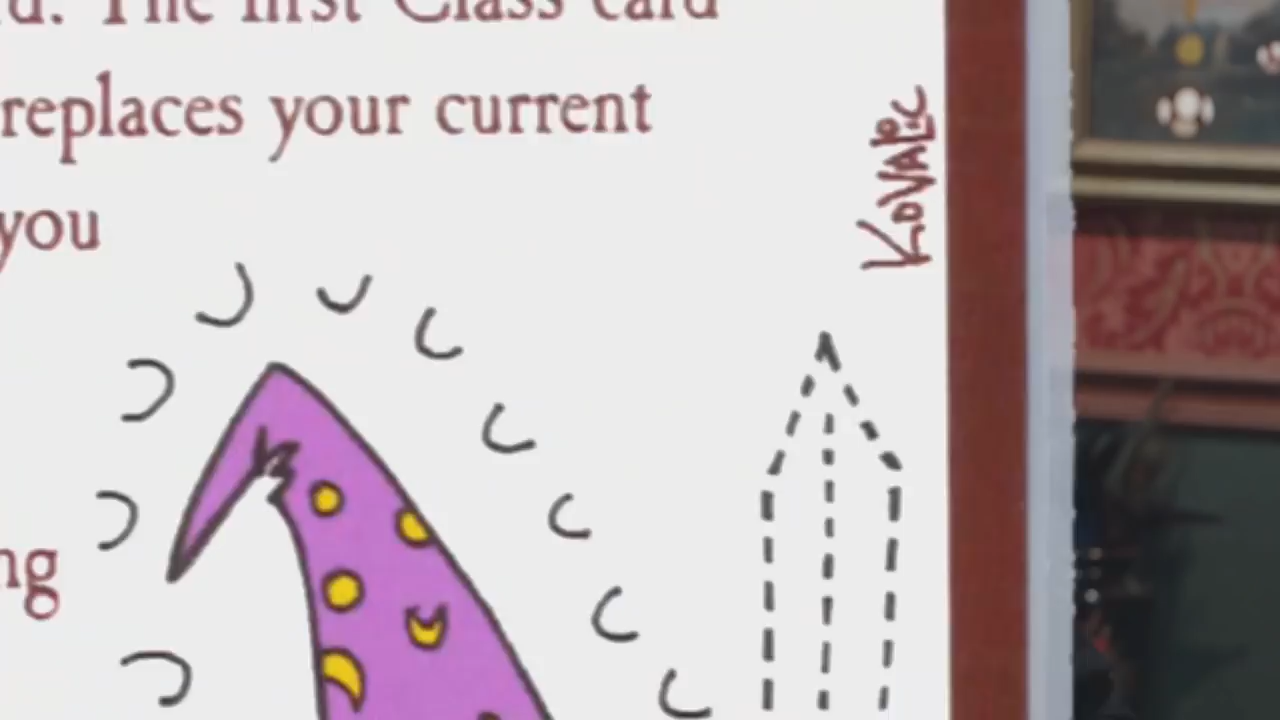 d. The first Class card
replaces your current
you
ng
KOVALIC